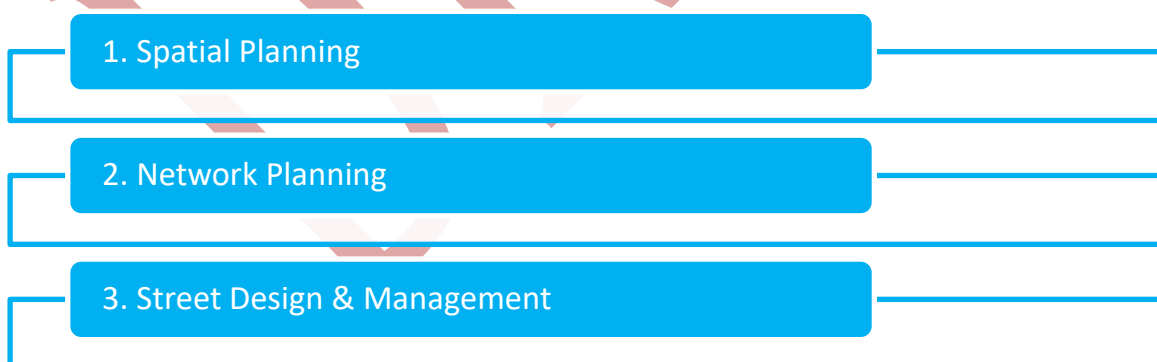 1. Spatial Planning
2. Network Planning
3. Street Design & Management